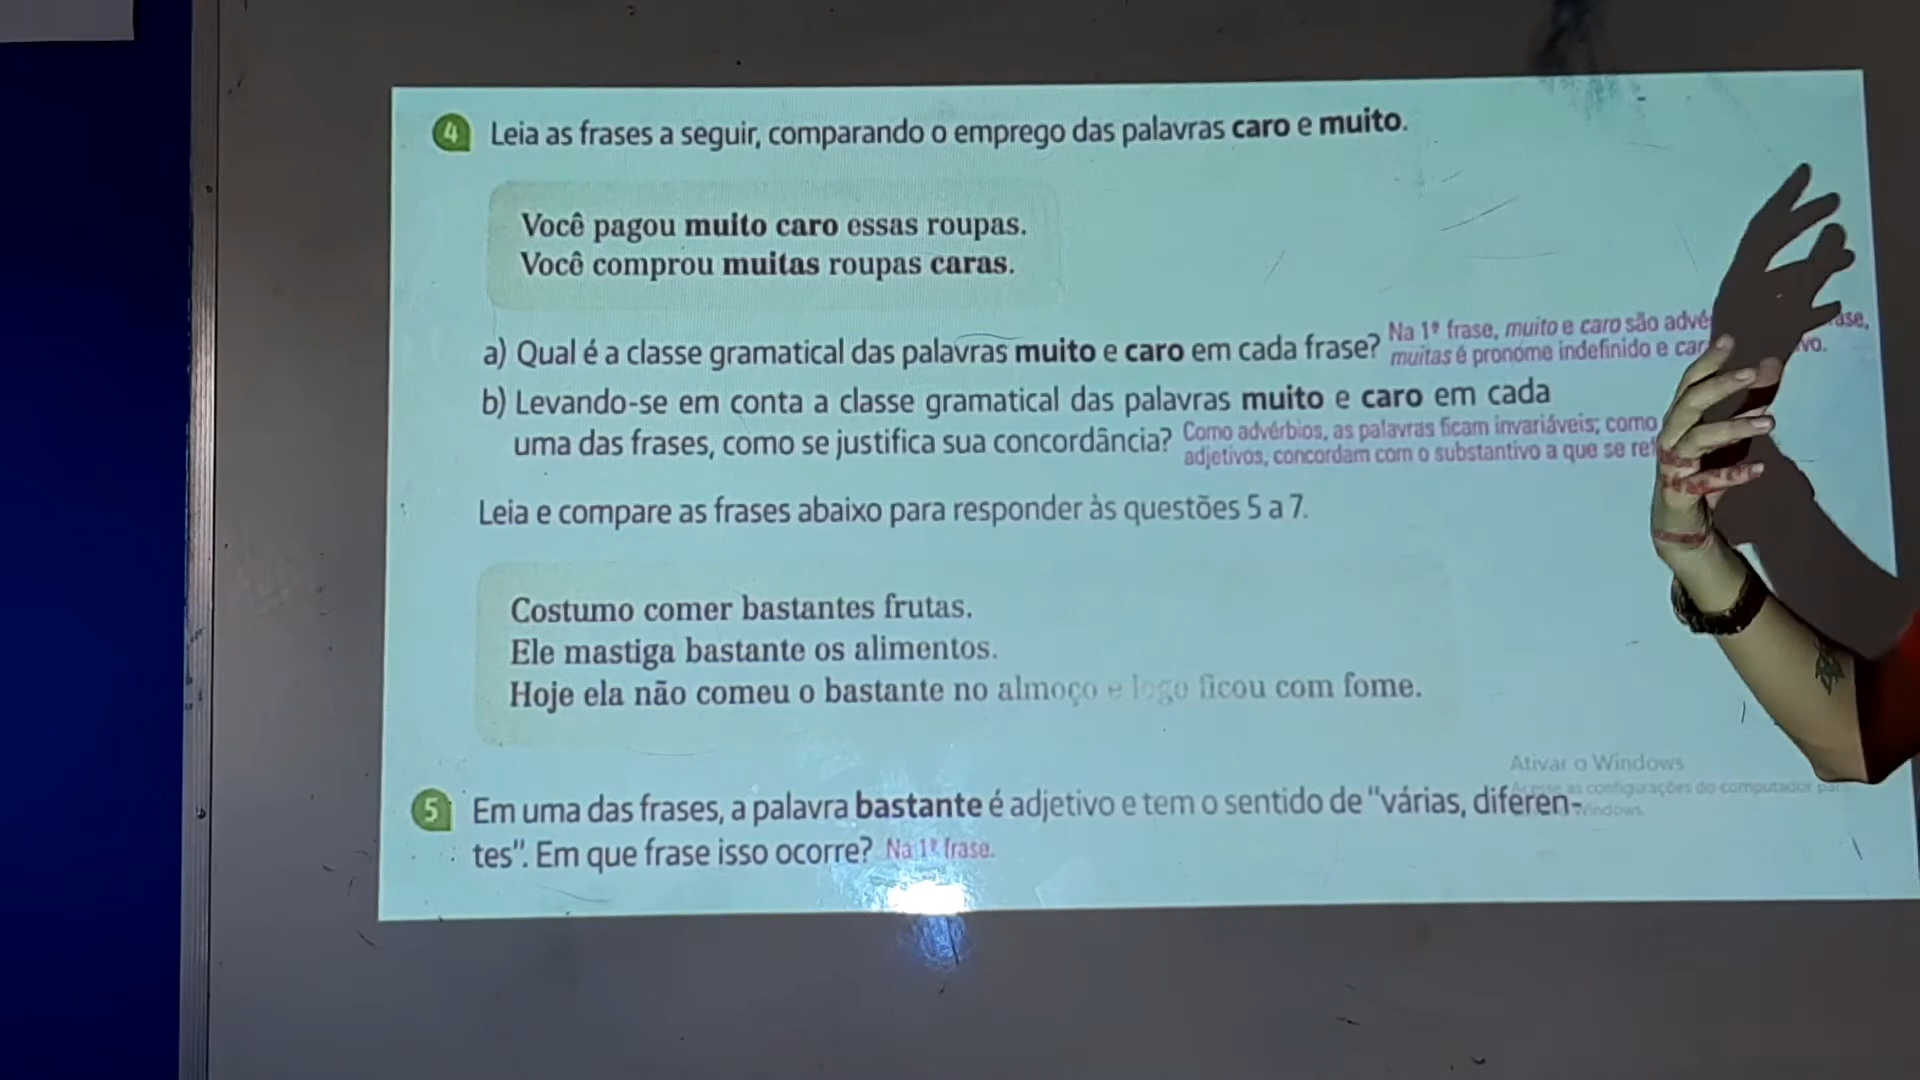 4 Leia as frases a seguir, comparando o emprego das palavras caro e muito.
Você pagou muito caro essas roupas.
Você comprou muitas roupas caras.
a) Qual é a classe gramatical das palavras muito e caro em cada frase? Na 1ª frase, muito e caro são
muitas é pronome indefinido e
b) Levando-se em conta a classe gramatical das palavras muito e caro em cada
uma das frases, como se justifica sua concordância? Como advérbios, as palavras ficam invariáveis; como
adjetivos, concordam com o substantivo a que se
Leia e compare as frases abaixo para responder às questões 5 a 7.
Costumo comer bastantes frutas.
Ele mastiga bastante os alimentos.
Hoje ela não comeu o bastante no almoço e logo ficou com fome.
Ativar o Windows
Acesse as configurações do computador
Windows.
5 Em uma das frases, a palavra bastante é adjetivo e tem o sentido de "várias, diferen-
tes". Em que frase isso ocorre? Na 1ª frase.